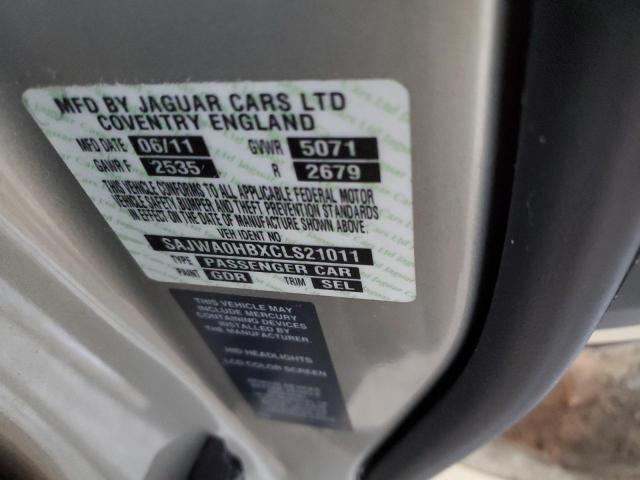 MFD BY JAGUAR CARS LTD
COVENTRY ENGLAND
MFD DATE 06/11 GVWR 5071
GAWR F 2535 R 2679
THIS VEHICLE CONFORMS TO ALL APPLICABLE FEDERAL MOTOR
VEHICLE SAFETY BUMPER AND THEFT PREVENTION STANDARDS
IN EFFECT ON THE DATE OF MANUFACTURE SHOWN ABOVE.
VEH IDENT NO
SAJWA0HBXCLS21011
TYPE PASSENGER CAR
PAINT GDR TRIM SEL
THIS VEHICLE MAY
INCLUDE MERCURY
CONTAINING DEVICES
INSTALLED BY
THE MANUFACTURER.
HID HEADLIGHTS
LCD COLOR SCREEN